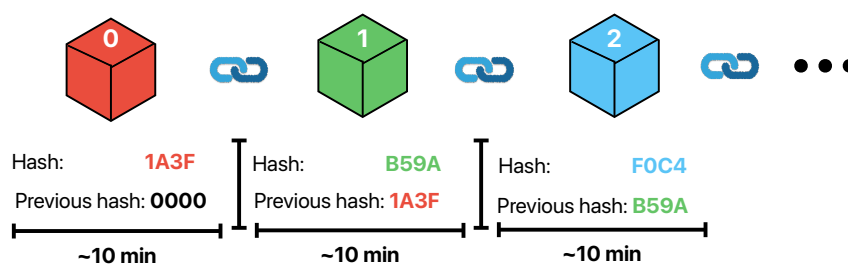 0
1
2
Hash: 1A3F
Previous hash: 0000
~10 min
Hash: B59A
Previous hash: 1A3F
~10 min
Hash: F0C4
Previous hash: B59A
~10 min